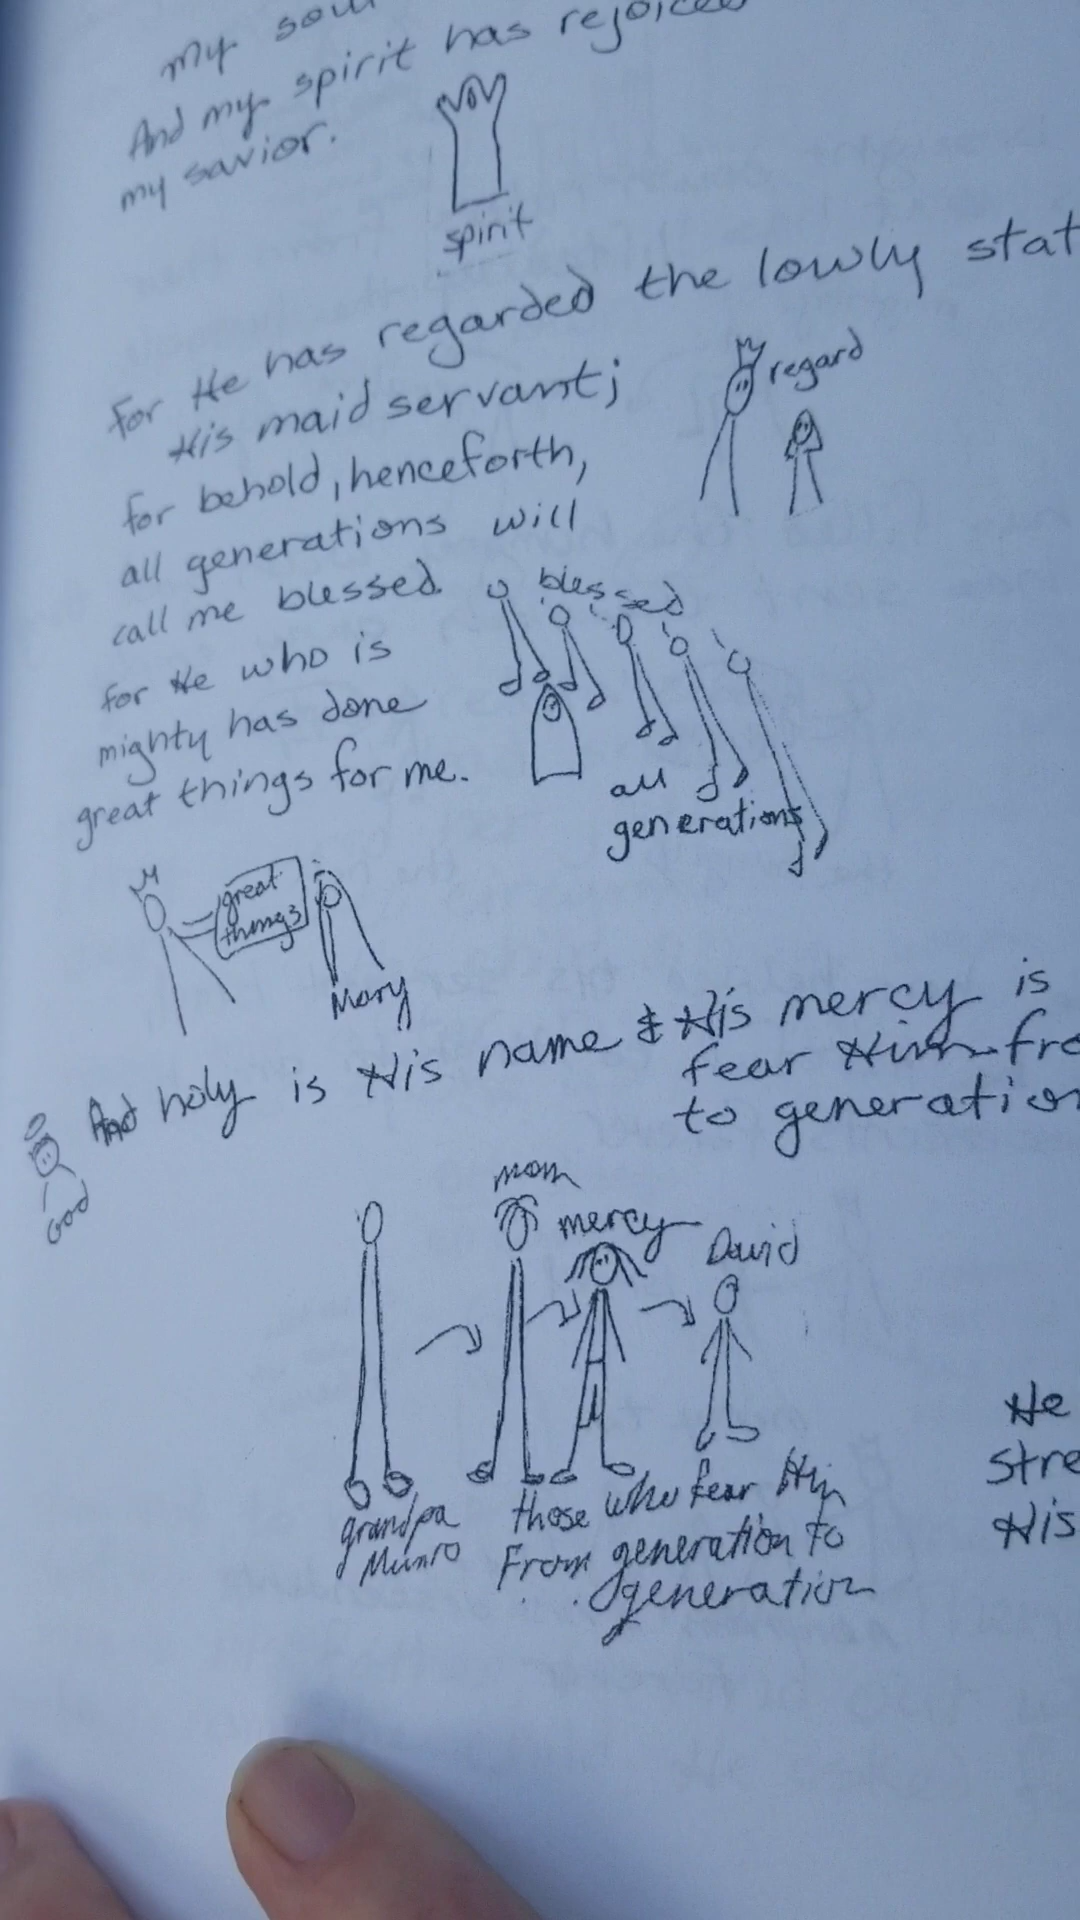 my soul
And my spirit has rejoiced
my savior.
spirit
For He has regarded the lowly stat
His maidservant;
regard
for behold, henceforth,
all generations will
call me blessed.
blessed
for He who is
mighty has done
great things for me.
all
generations
great
things
Mary
And holy is His name & His mercy is
fear Him fro
to generation
God
mom
mercy
David
He
stre
His
grandpa
Munro
those who fear Him
From generation to
generation